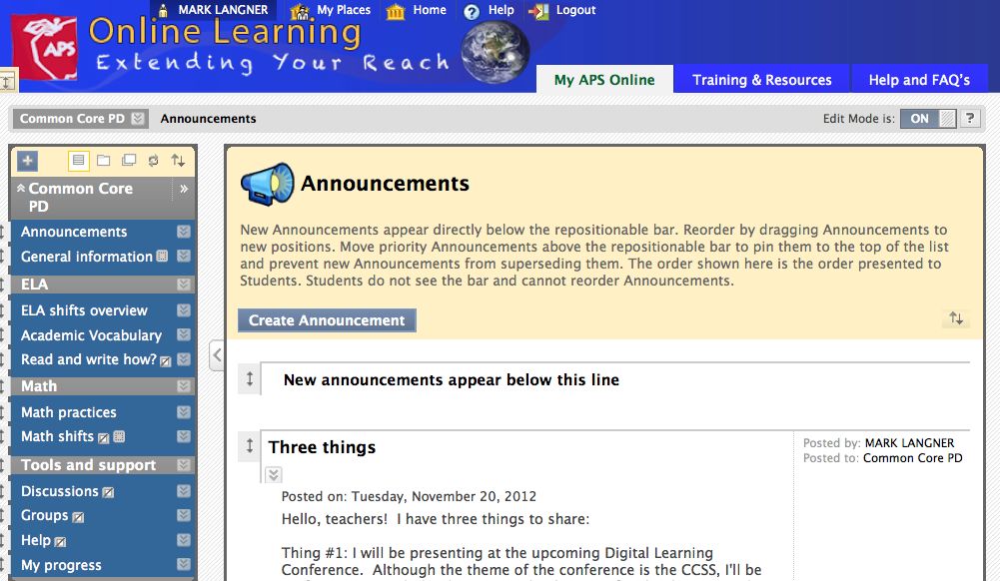 MARK LANGNER
My Places
Home
Help
Logout
APS
Online Learning
Extending Your Reach
My APS Online
Training & Resources
Help and FAQ's
Common Core PD
Announcements
Edit Mode is:
ON
?
Common Core
PD
Announcements
General information
ELA
ELA shifts overview
Academic Vocabulary
Read and write how?
Math
Math practices
Math shifts
Tools and support
Discussions
Groups
Help
My progress
Announcements
New Announcements appear directly below the repositionable bar. Reorder by dragging Announcements to
new positions. Move priority Announcements above the repositionable bar to pin them to the top of the list
and prevent new Announcements from superseding them. The order shown here is the order presented to
Students. Students do not see the bar and cannot reorder Announcements.
Create Announcement
New announcements appear below this line
Three things
Posted by: MARK LANGNER
Posted to: Common Core PD
Posted on: Tuesday, November 20, 2012
Hello, teachers!  I have three things to share:
Thing #1: I will be presenting at the upcoming Digital Learning
Conference.  Although the theme of the conference is the CCSS, I'll be